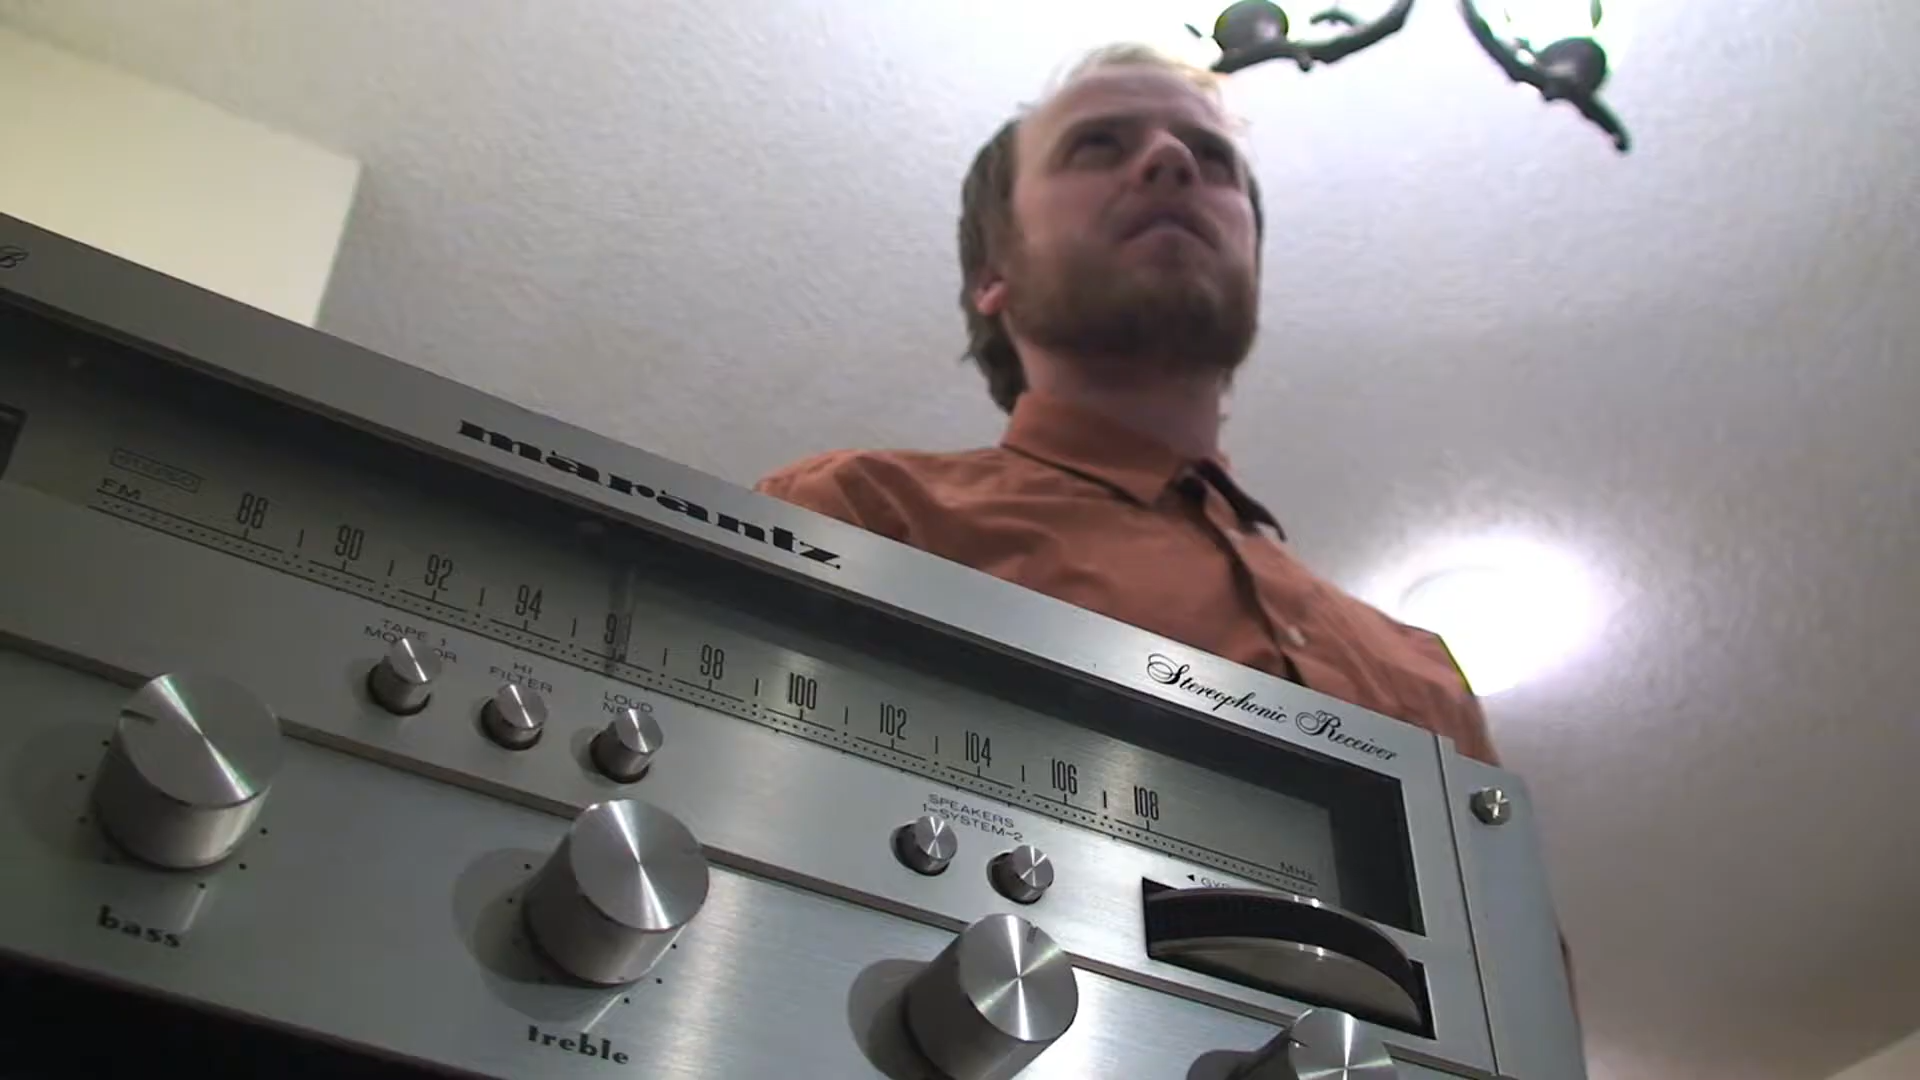 B
marantz
Stereophonic Receiver
STEREO
FM 88 90 92 94 98 100 102 104 106 108 MHz
TAPE 1
HI
FILTER
LOUD
SPEAKERS
1-SYSTEM-2
bass
treble